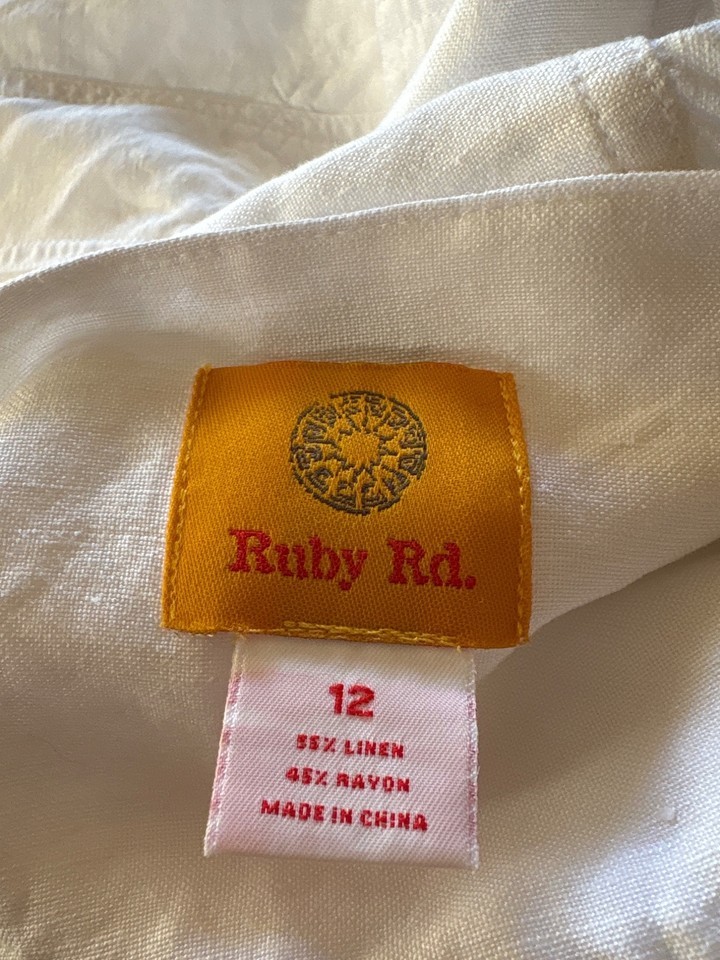 Ruby Rd.
12
55% LINEN
45% RAYON
MADE IN CHINA